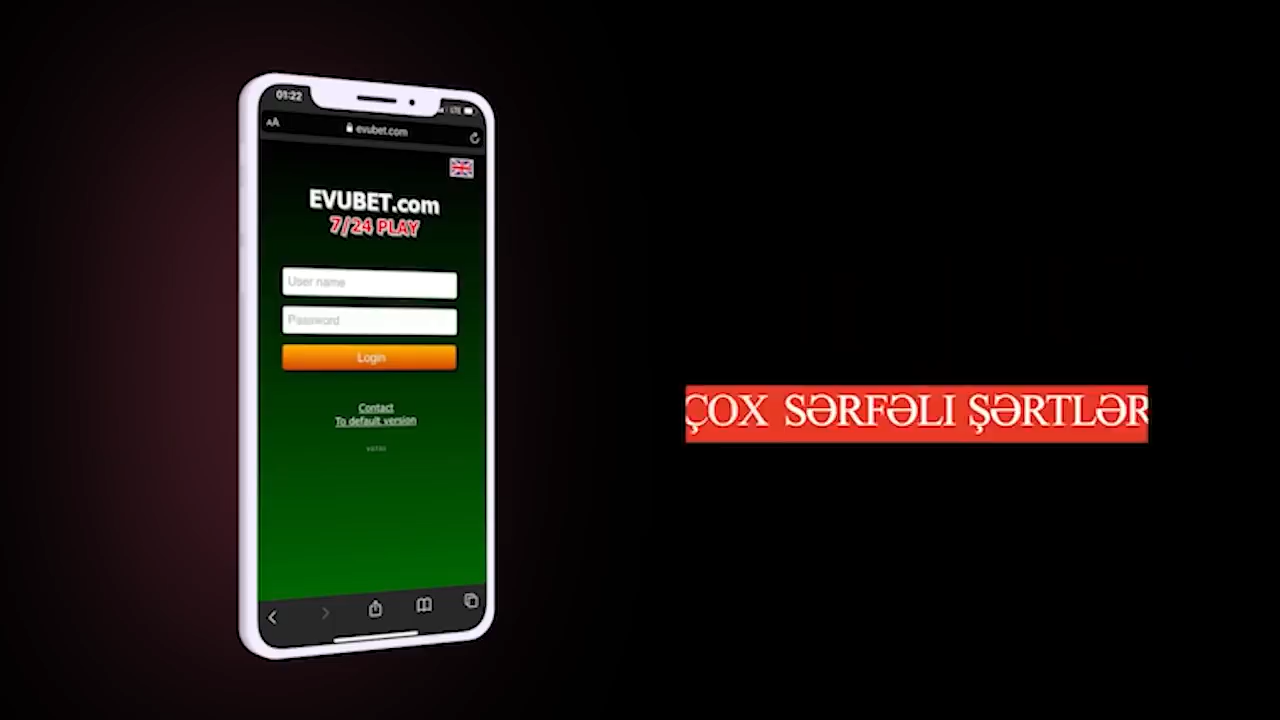 01:22
LTE
AA
evubet.com
EVUBET.com
7/24 PLAY
User name
Password
Login
Contact
To default version
ÇOX SƏRFƏLI ŞƏRTLƏR